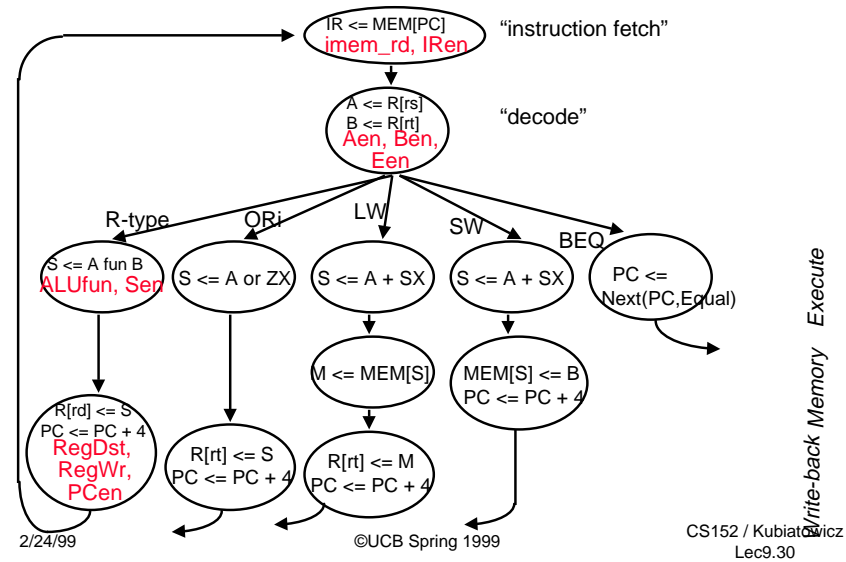 IR <= MEM[PC]
imem_rd, IRen
“instruction fetch”
A <= R[rs]
B <= R[rt]
Aen, Ben,
Een
“decode”
R-type
ORi
LW
SW
BEQ
S <= A fun B
ALUfun, Sen
S <= A or ZX
S <= A + SX
S <= A + SX
PC <=
Next(PC,Equal)
Execute
M <= MEM[S]
MEM[S] <= B
PC <= PC + 4
Memory
R[rd] <= S
PC <= PC + 4
RegDst,
RegWr,
PCen
R[rt] <= S
PC <= PC + 4
R[rt] <= M
PC <= PC + 4
Write-back
2/24/99
©UCB Spring 1999
CS152 / Kubiatowicz
Lec9.30